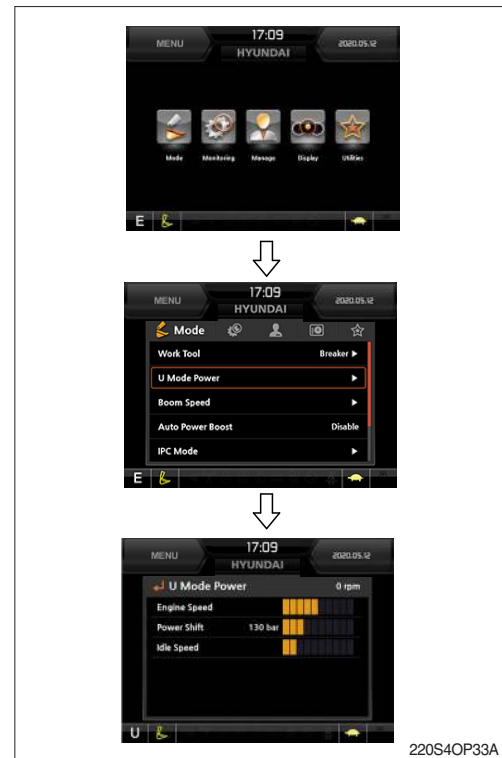 MENU 17:09 2020.05.12
HYUNDAI
Mode Monitoring Manage Display Utilities
E
MENU 17:09 2020.05.12
HYUNDAI
Mode
Work Tool Breaker ▶
U Mode Power ▶
Boom Speed ▶
Auto Power Boost Disable
IPC Mode ▶
E
MENU 17:09 2020.05.12
HYUNDAI
U Mode Power 0 rpm
Engine Speed
Power Shift 130 bar
Idle Speed
U
220S4OP33A